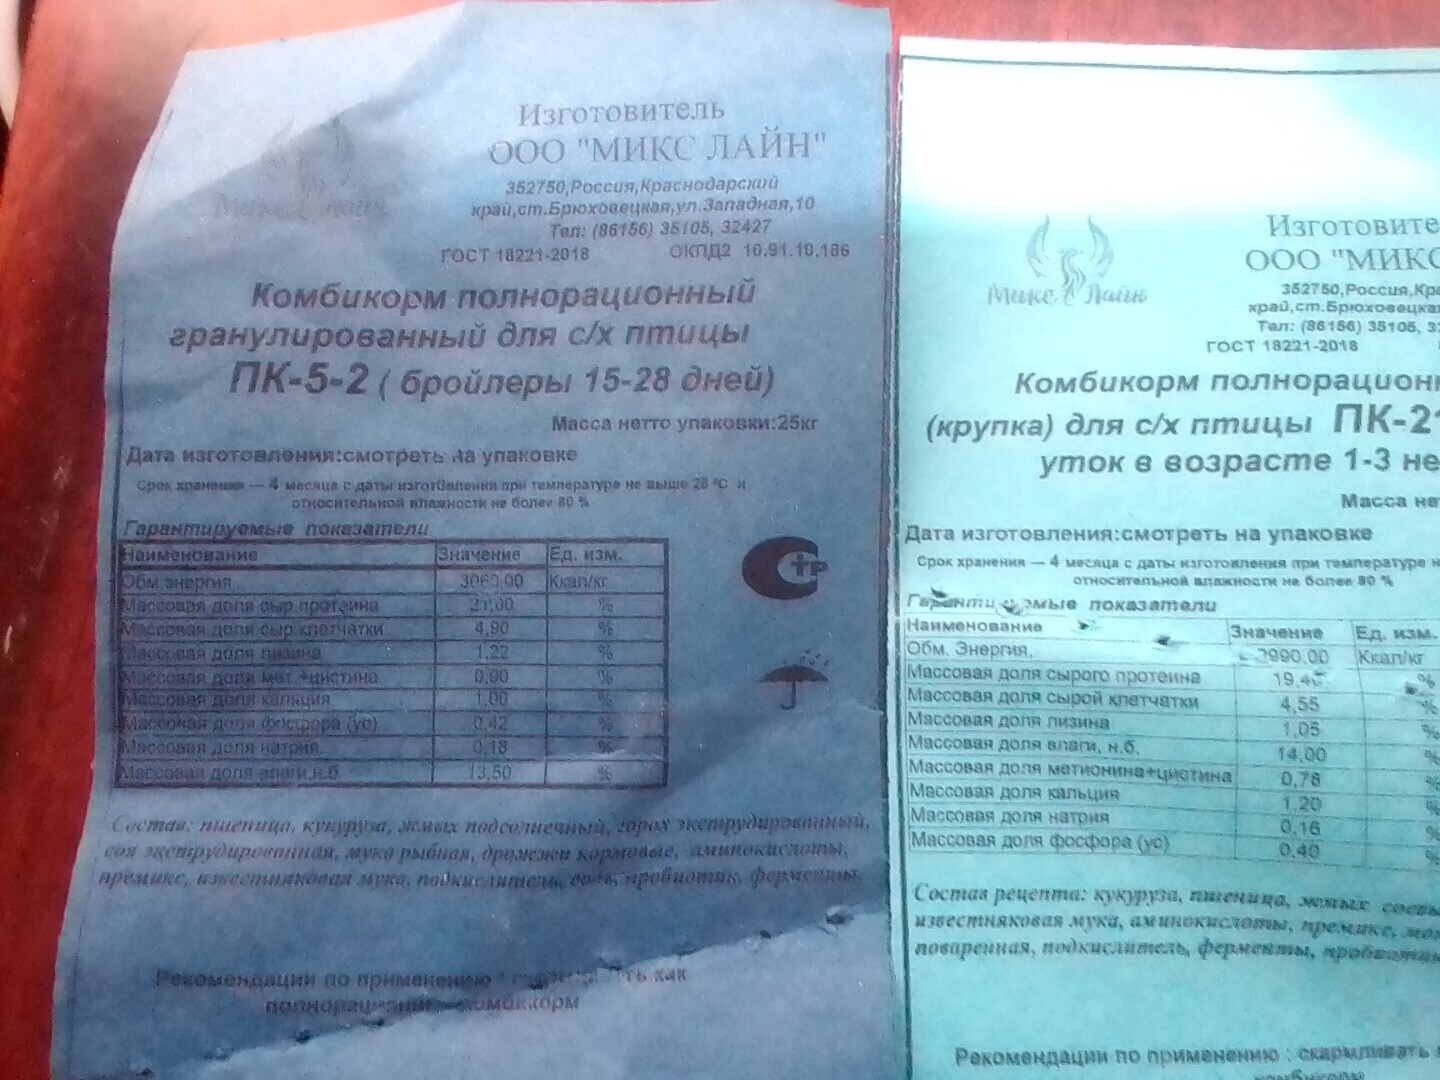 Микс Лайн
Изготовитель
ООО "МИКС ЛАЙН"
352750,Россия,Краснодарский
край,ст.Брюховецкая,ул.Западная,10
Тел: (86156) 35105, 32427
ГОСТ 18221-2018 ОКПД2 10.91.10.186
Комбикорм полнорационный
гранулированный для с/х птицы
ПК-5-2 ( бройлеры 15-28 дней)
Масса нетто упаковки:25кг
Дата изготовления:смотреть на упаковке
Срок хранения — 4 месяца с даты изготовления при температуре не выше 25 °С и
относительной влажности не более 80 %
Гарантируемые показатели
Наименование Значение Ед. изм.
Обм.энергия Ккал/кг
Массовая доля сыр.протеина 21,00 %
Массовая доля сыр.клетчатки 4,90 %
Массовая доля лизина 1,22 %
Массовая доля мет.+цистина 0,90 %
Массовая доля кальция 1,00 %
Массовая доля фосфора (ус) 0,42 %
Массовая доля натрия 0,18 %
Массовая доля влаги,н.б. 13,50 %
Состав: пшеница, кукуруза, жмых подсолнечный, горох экструдированный,
соя экструдированная, мука рыбная, дрожжи кормовые, аминокислоты,
премикс, известняковая мука, подкислитель, соль, пробиотик, ферменты.
Рекомендации по применению : как
комбикорм
Микс Лайн
Изготовите
ООО "МИКС
352750,Россия,Кра
край,ст.Брюховецкая
Тел: (86156) 35105, 3
ГОСТ 18221-2018
Комбикорм полнорацион
(крупка) для с/х птицы ПК-21
уток в возрасте 1-3 не
Масса не
Дата изготовления:смотреть на упаковке
Срок хранения — 4 месяца с даты изготовления при температуре н
относительной влажности не более 80 %
Гарантируемые показатели
Наименование Значение Ед. изм.
Обм. Энергия, 2990,00 Ккал/кг
Массовая доля сырого протеина %
Массовая доля сырой клетчатки 4,55 %
Массовая доля лизина 1,05 %
Массовая доля влаги, н.б. 14,00 %
Массовая доля метионина+цистина 0,78 %
Массовая доля кальция 1,20 %
Массовая доля натрия 0,16 %
Массовая доля фосфора (ус) 0,40 %
Состав рецепта: кукуруза, пшеница, жмых соевы
известняковая мука, аминокислоты, премикс, мон
поваренная, подкислитель, ферменты, пробиотик
Рекомендации по применению : скармливать
комбикорм